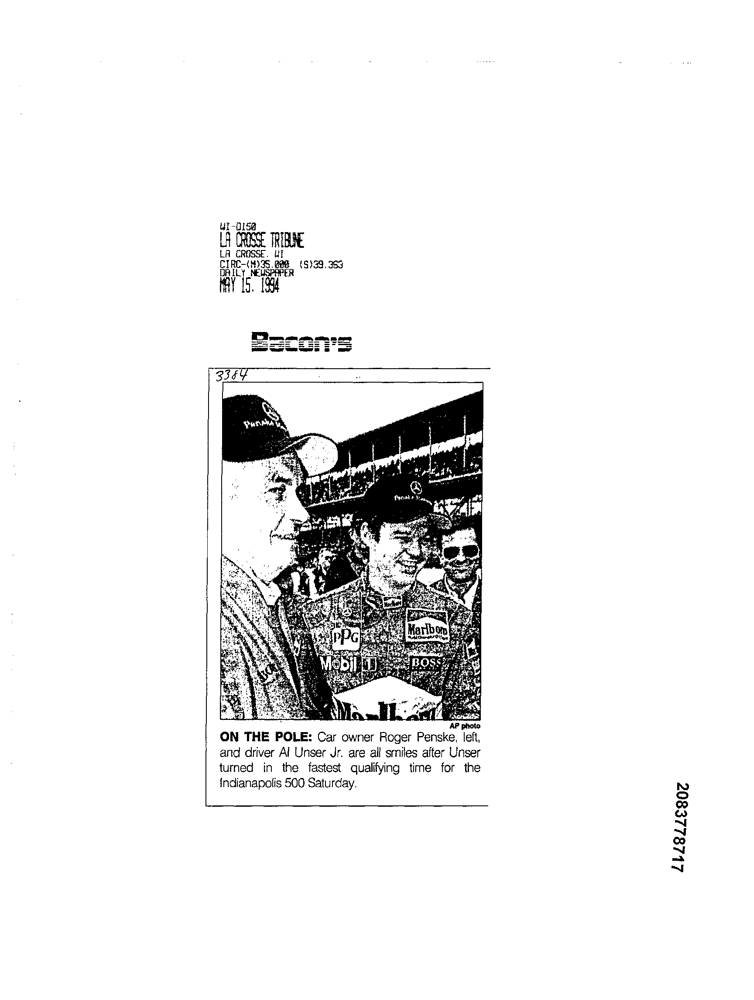 WI-D150
LA CROSSE TRIBUNE
LA CROSSE. WI
CIRC-(M)35.000 (S)39.363
DAILY NEWSPAPER
MAY 15. 1994
Bacon's
3384
Penske
Penske
PPG
Marlboro
Mobil 1
BOSS
Marlboro
AP photo
ON THE POLE: Car owner Roger Penske, left,
and driver Al Unser Jr. are all smiles after Unser
turned in the fastest qualifying time for the
Indianapolis 500 Saturday.
2083778717